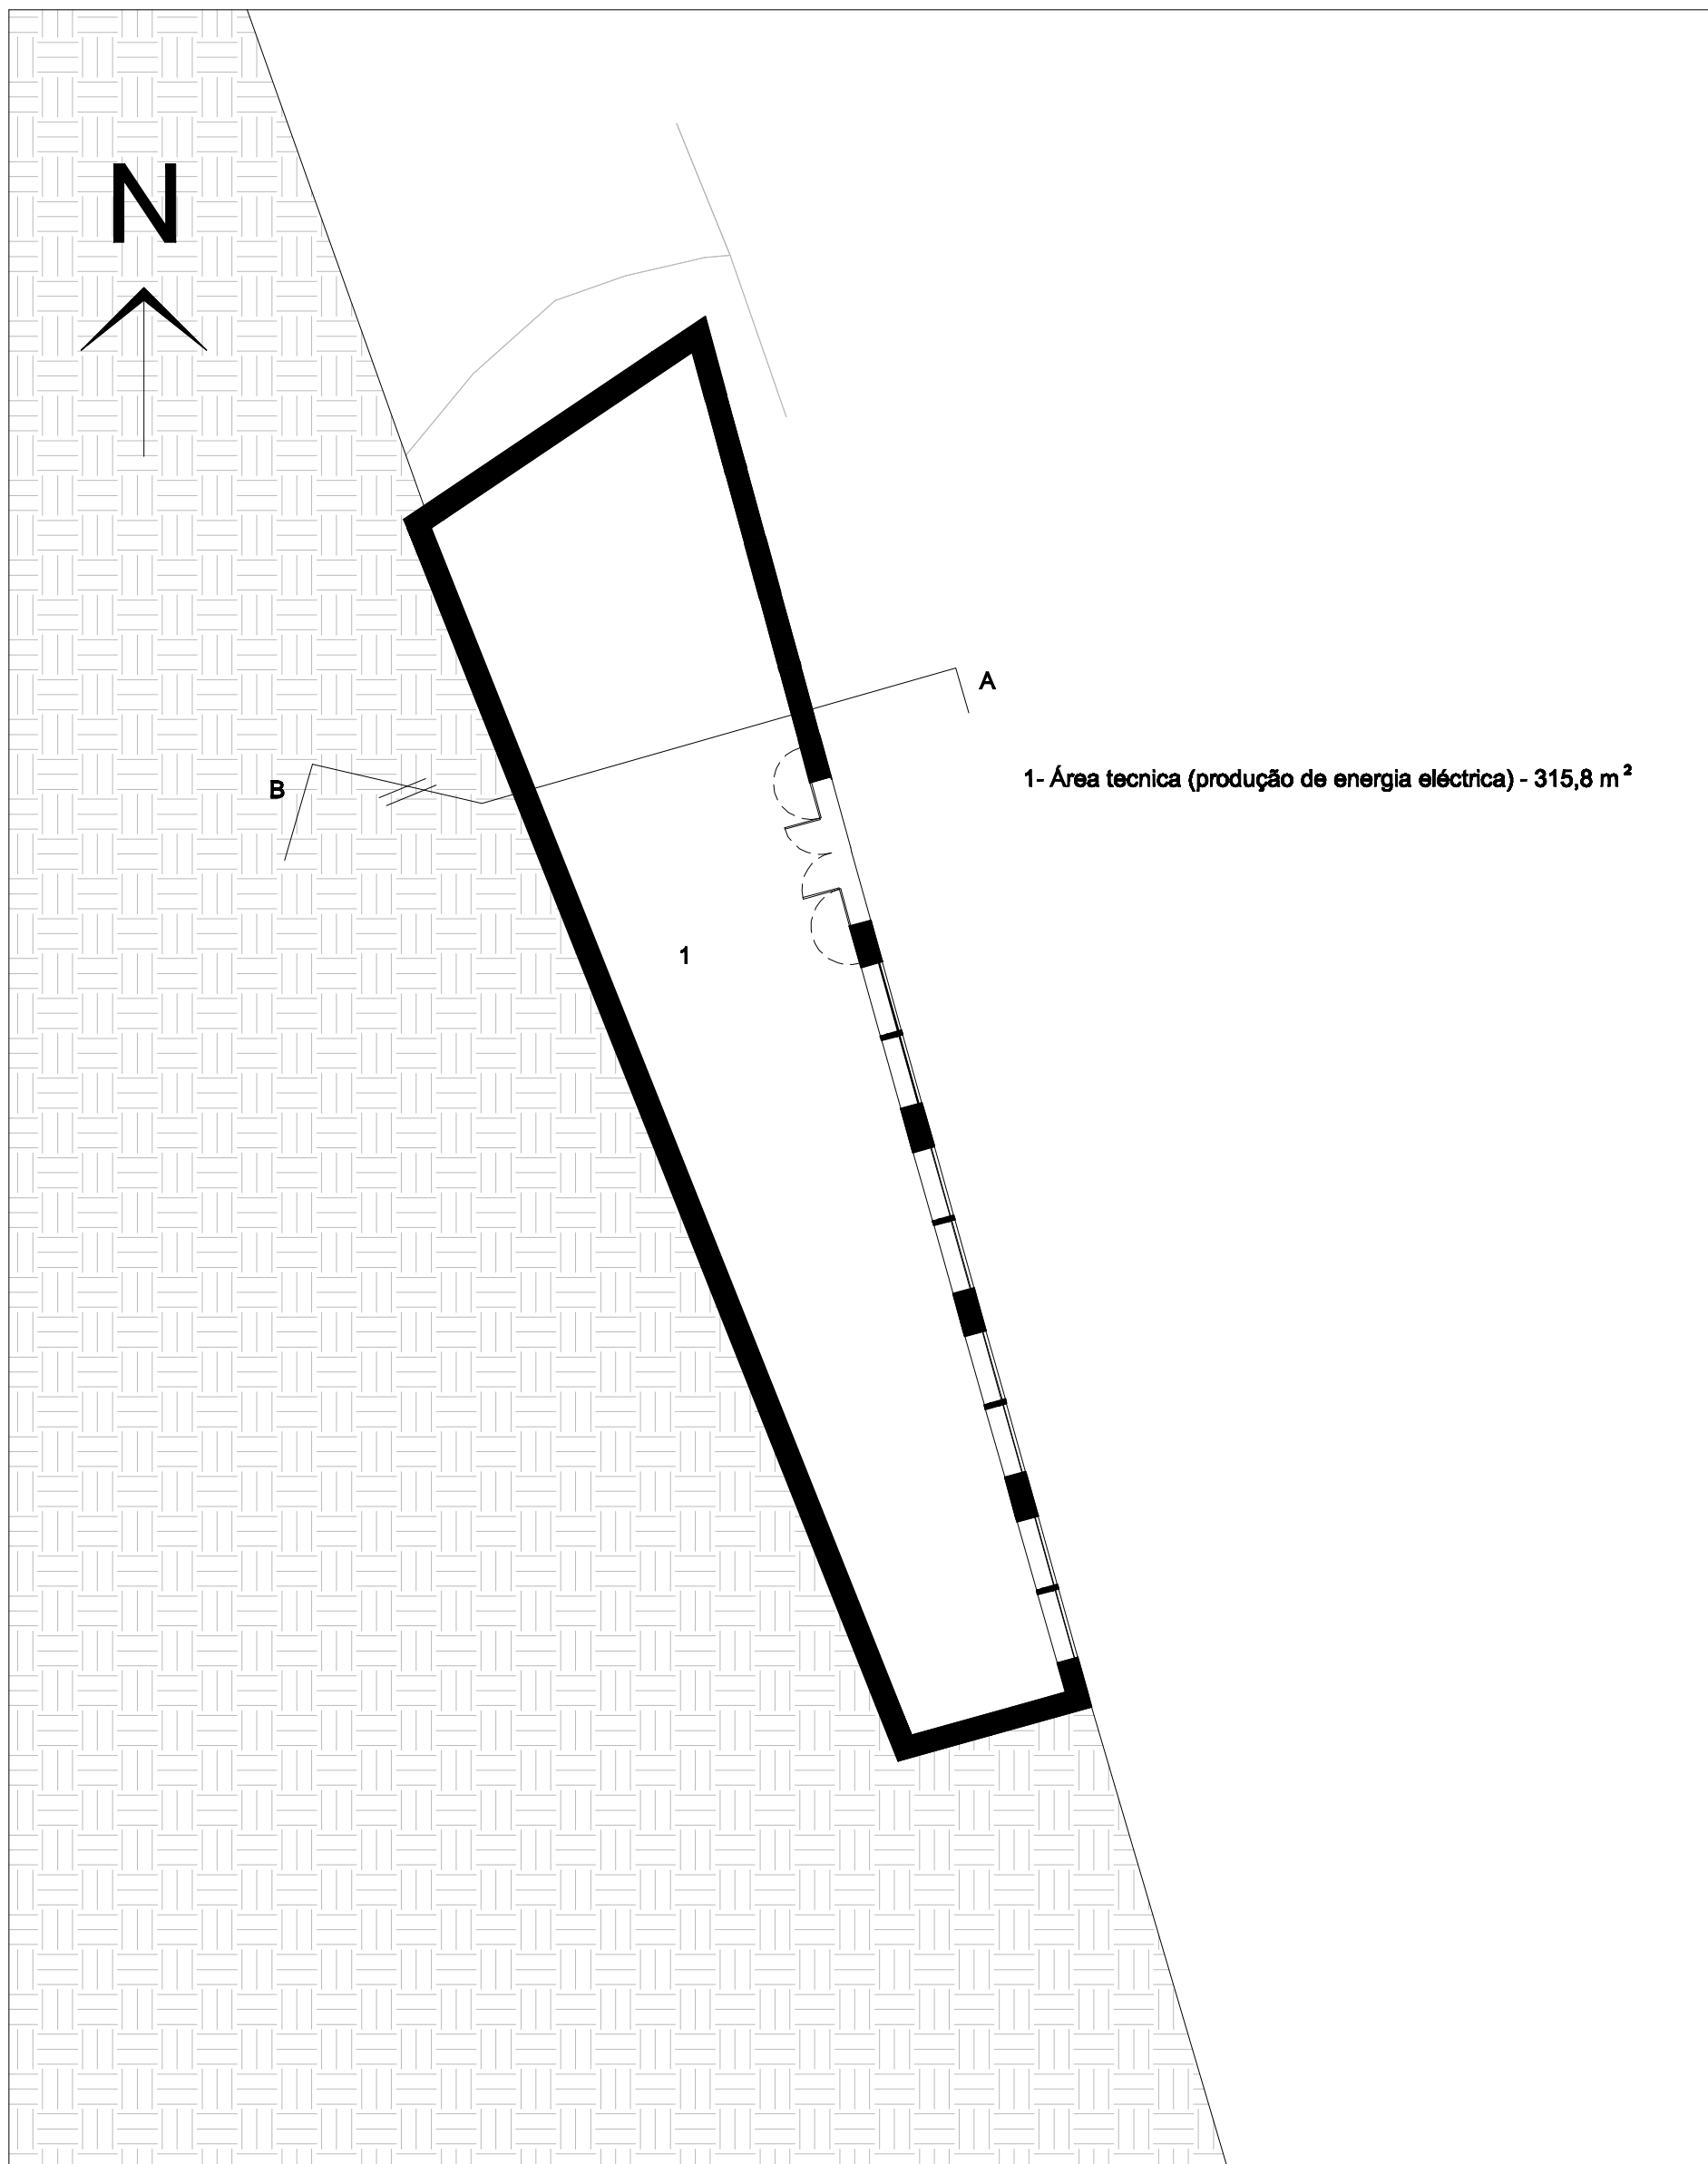 N
A
B
1- Área tecnica (produção de energia eléctrica) - 315,8 m²
1